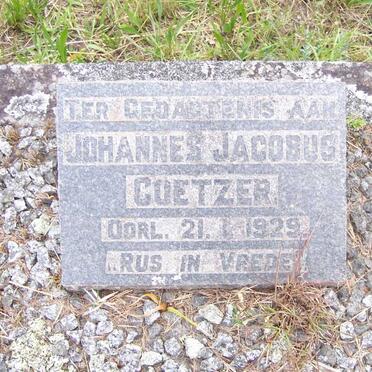 TER GEDAGTENIS AAN
JOHANNES JACOBUS
COETZER
OORL. 21.1.1929.
RUS IN VREDE.